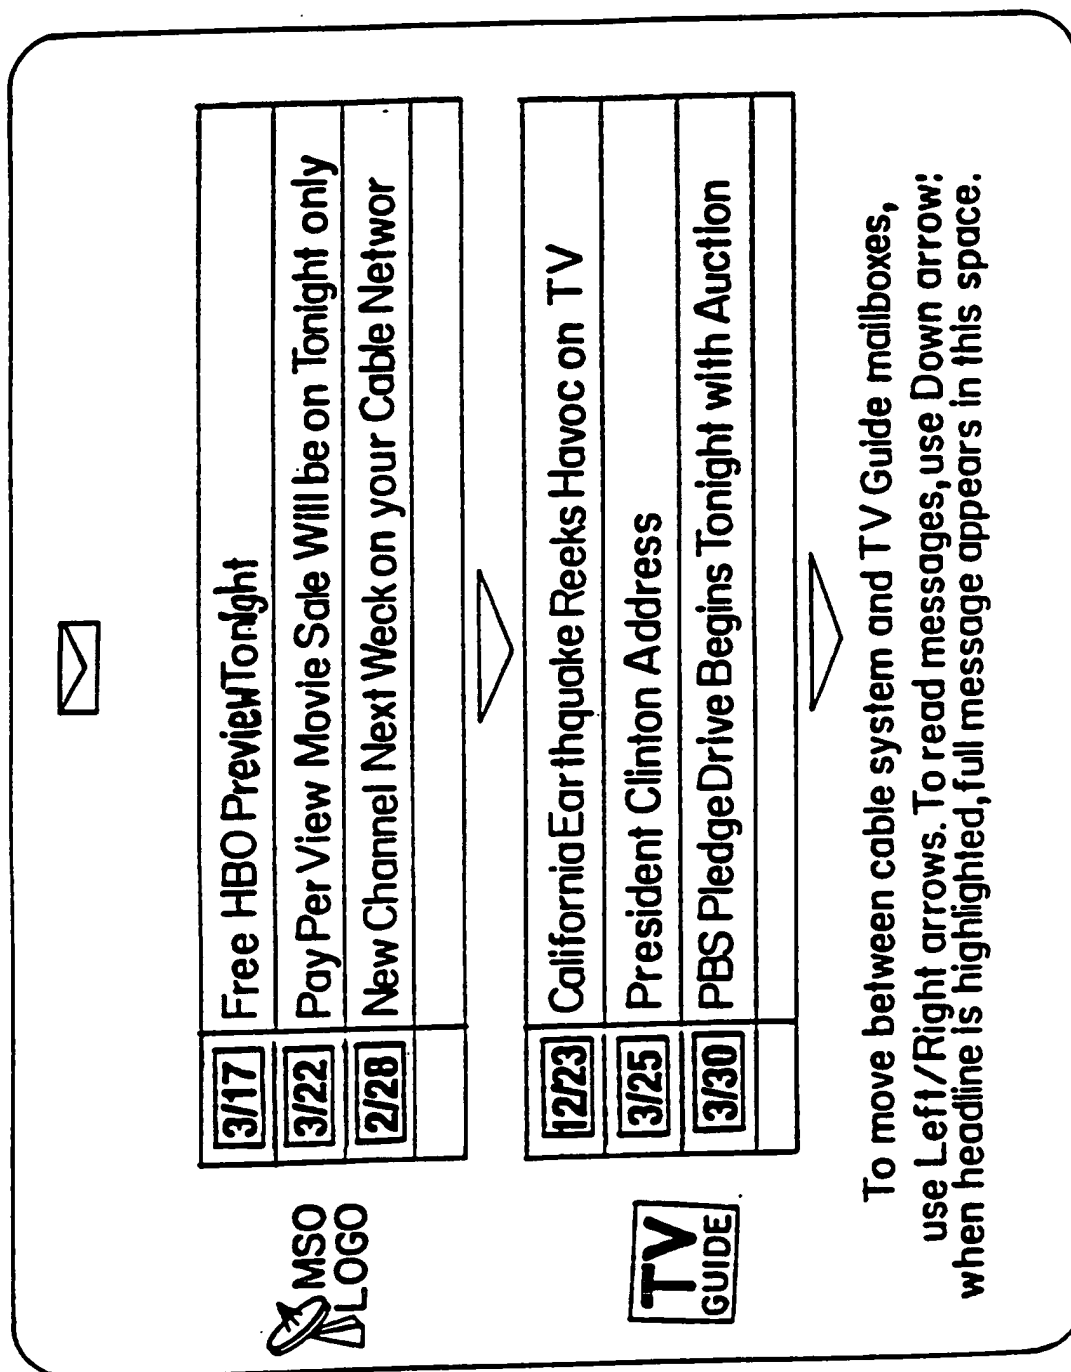 MSO
LOGO
3/17 Free HBO Preview Tonight
3/22 Pay Per View Movie Sale Will be on Tonight only
2/28 New Channel Next Week on your Cable Networ
TV
GUIDE
12/23 California Earthquake Reeks Havoc on TV
3/25 President Clinton Address
3/30 PBS Pledge Drive Begins Tonight with Auction
To move between cable system and TV Guide mailboxes,
use Left/Right arrows. To read messages, use Down arrow:
when headline is highlighted, full message appears in this space.